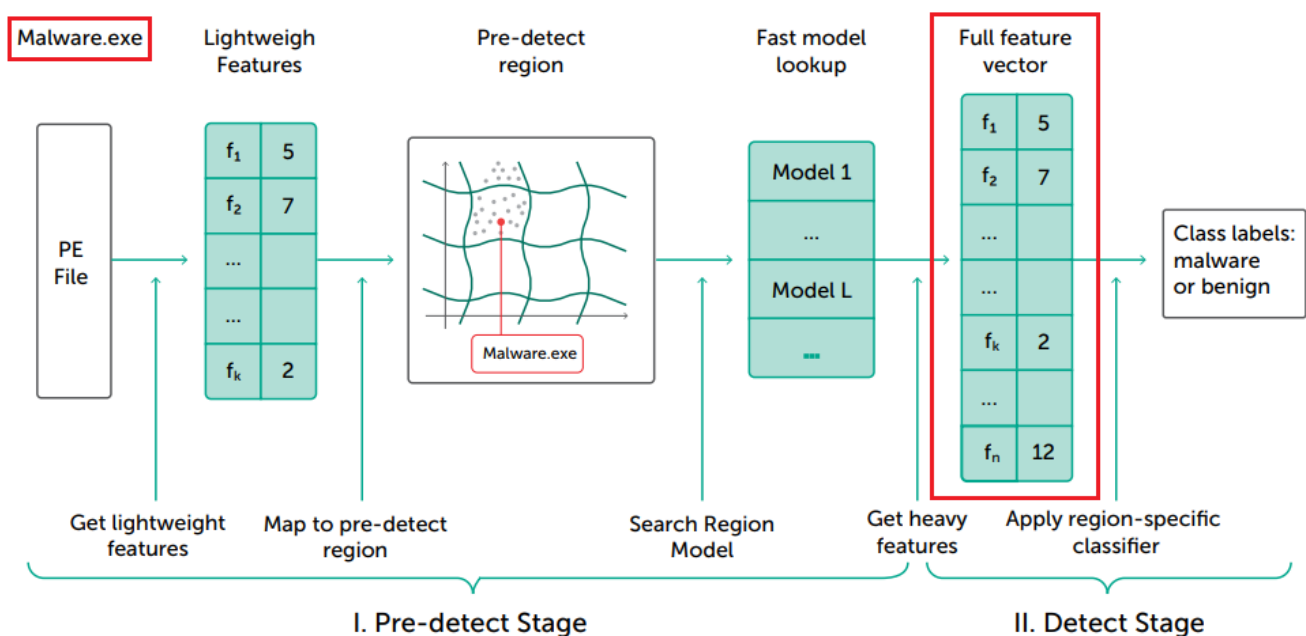 Malware.exe
Lightweigh
Features
Pre-detect
region
Fast model
lookup
Full feature
vector
PE
File
f₁ 5
f₂ 7
...
...
fₖ 2
Malware.exe
Model 1
...
Model L
...
f₁ 5
f₂ 7
...
...
fₖ 2
...
fₙ 12
Class labels:
malware
or benign
Get lightweight
features
Map to pre-detect
region
Search Region
Model
Get heavy
features
Apply region-specific
classifier
I. Pre-detect Stage
II. Detect Stage